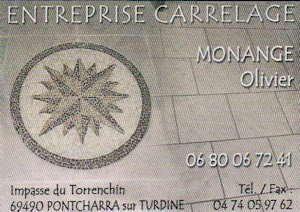 ENTREPRISE CARRELAGE
MONANGE
Olivier
06 80 06 72 41
Impasse du Torrenchin
Tél. / Fax :
69490 PONTCHARRA sur TURDINE
04 74 05 97 62